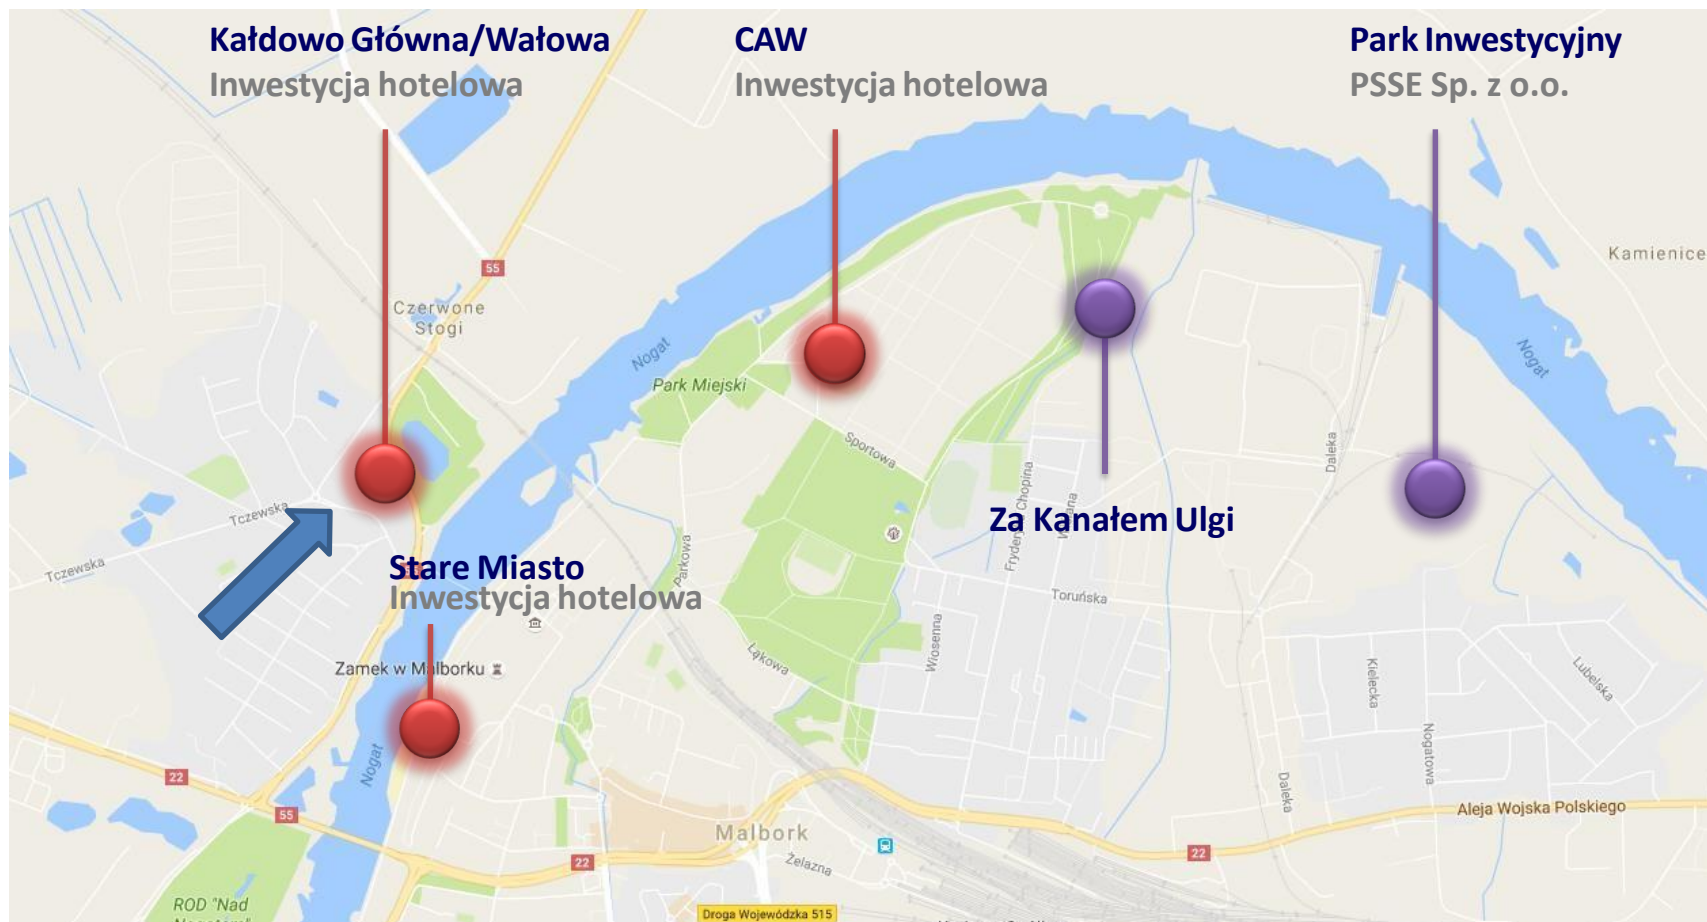 Kałdowo Główna/Wałowa
Inwestycja hotelowa
CAW
Inwestycja hotelowa
Park Inwestycyjny
PSSE Sp. z o.o.
Kamienice
55
Czerwone
Stogi
Nogat
Nogat
Park Miejski
Sportowa
Daleka
Tczewska
Tczewska
Fryderyka Chopina
Za Kanałem Ulgi
Stare Miasto
Inwestycja hotelowa
Parkowa
Toruńska
Wiosenna
Łąkowa
Zamek w Malborku
Kielecka
Lubelska
Nogatowa
Nogat
22
55
Daleka
Aleja Wojska Polskiego
Malbork
22
22
Żelazna
ROD "Nad
Droga Wojewódzka 515